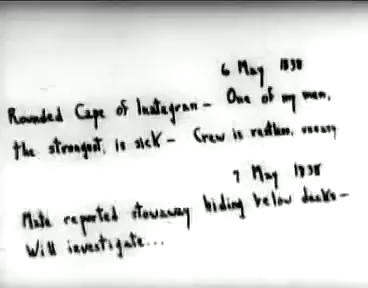 6 May 1838
Rounded Cape of Instagran – One of my men,
the strongest, is sick – Crew is restless, uneasy
7 May 1838
Mate reported stowaway hiding below decks –
Will investigate...